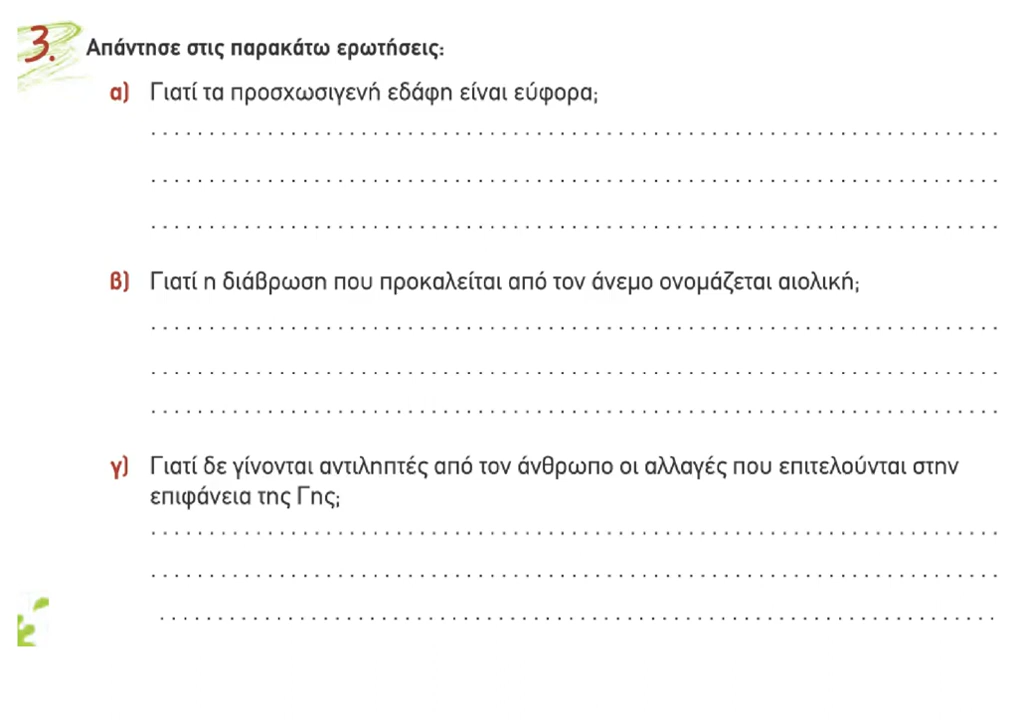 3. Απάντησε στις παρακάτω ερωτήσεις:
α) Γιατί τα προσχωσιγενή εδάφη είναι εύφορα;
β) Γιατί η διάβρωση που προκαλείται από τον άνεμο ονομάζεται αιολική;
γ) Γιατί δε γίνονται αντιληπτές από τον άνθρωπο οι αλλαγές που επιτελούνται στην
επιφάνεια της Γης;